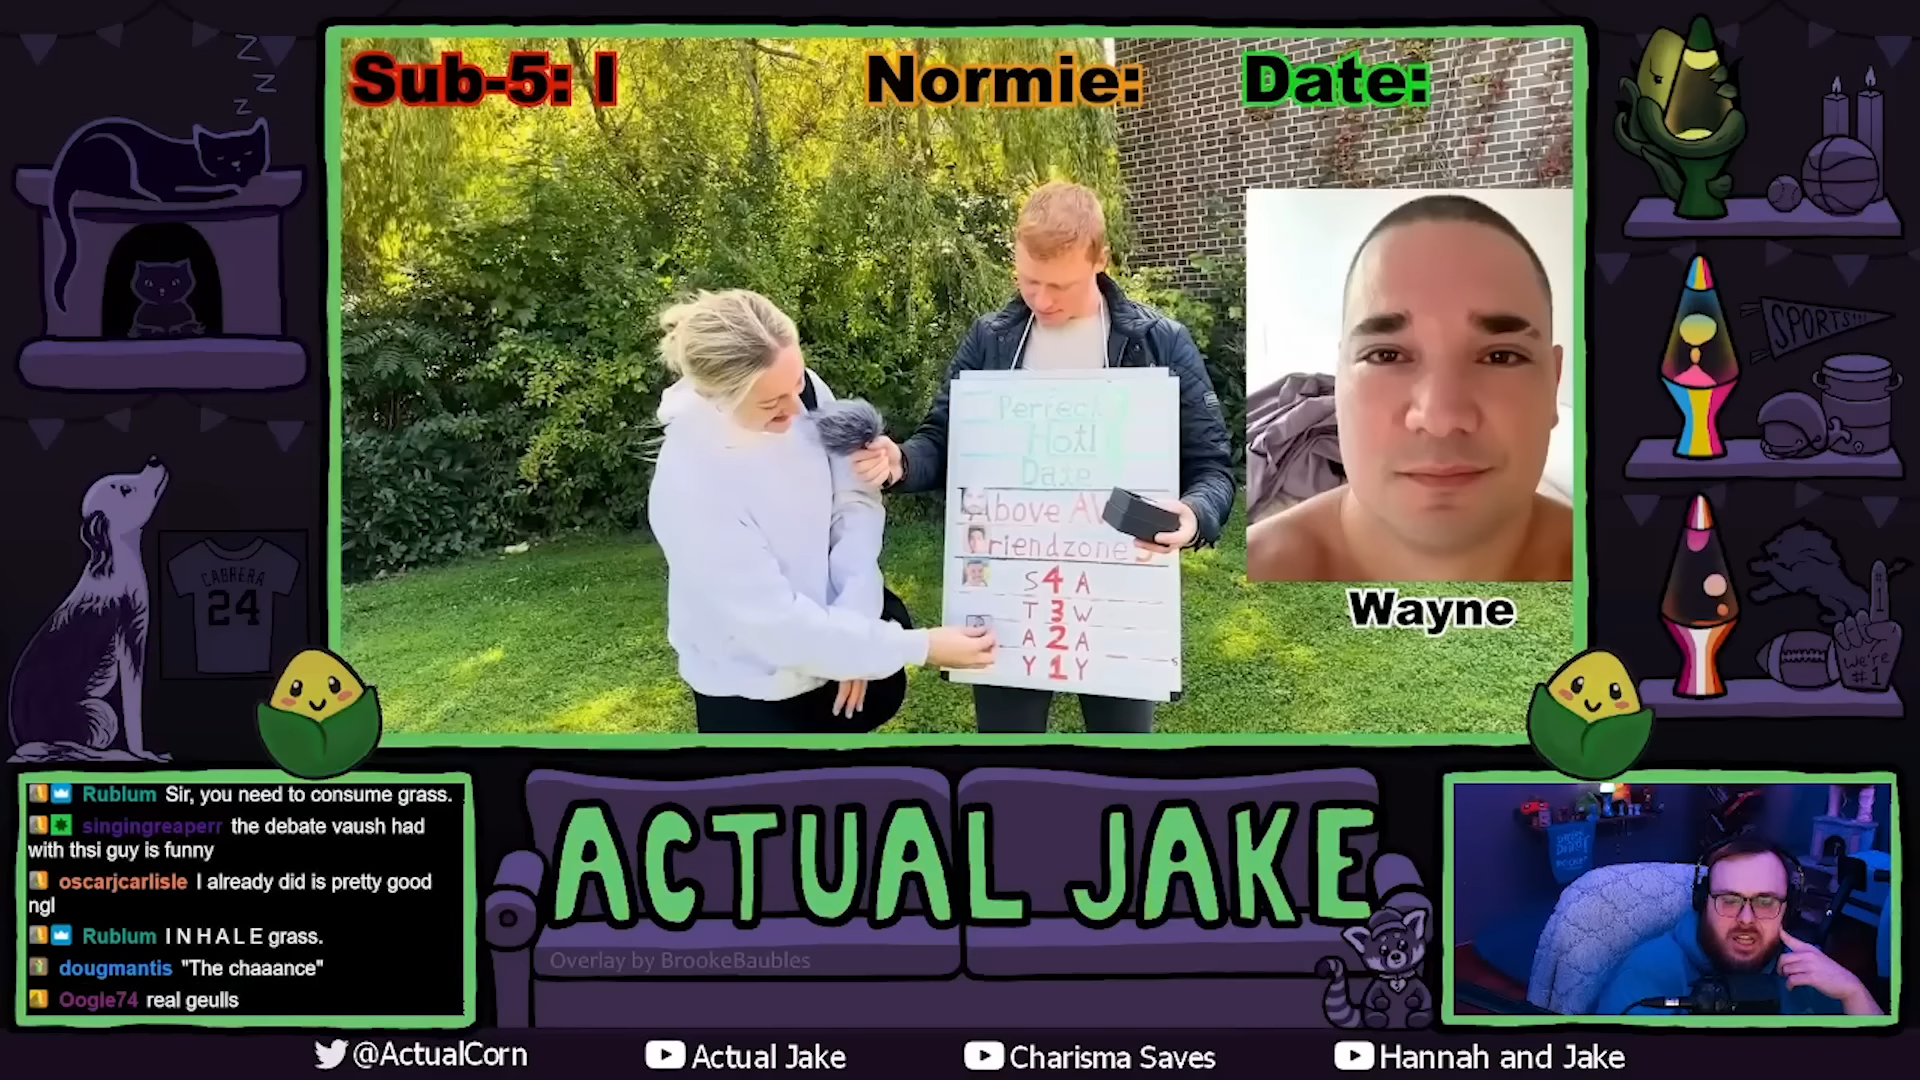 Sub-5: I
Normie:
Date:
Perfect
Hot!
Date
Above AV
Friendzone
S 4 A
T 3 W
A 2 A
Y 1 Y
Wayne
Z
Z
Z
SPORTS!!!
CABRERA
24
We're
#1
Rublum Sir, you need to consume grass.
singingreaperr the debate vaush had
with thsi guy is funny
oscarjcarlisle I already did is pretty good
ngl
Rublum I N H A L E grass.
dougmantis "The chaaance"
Oogle74 real geulls
ACTUAL JAKE
Overlay by BrookeBaubles
@ActualCorn
Actual Jake
Charisma Saves
Hannah and Jake